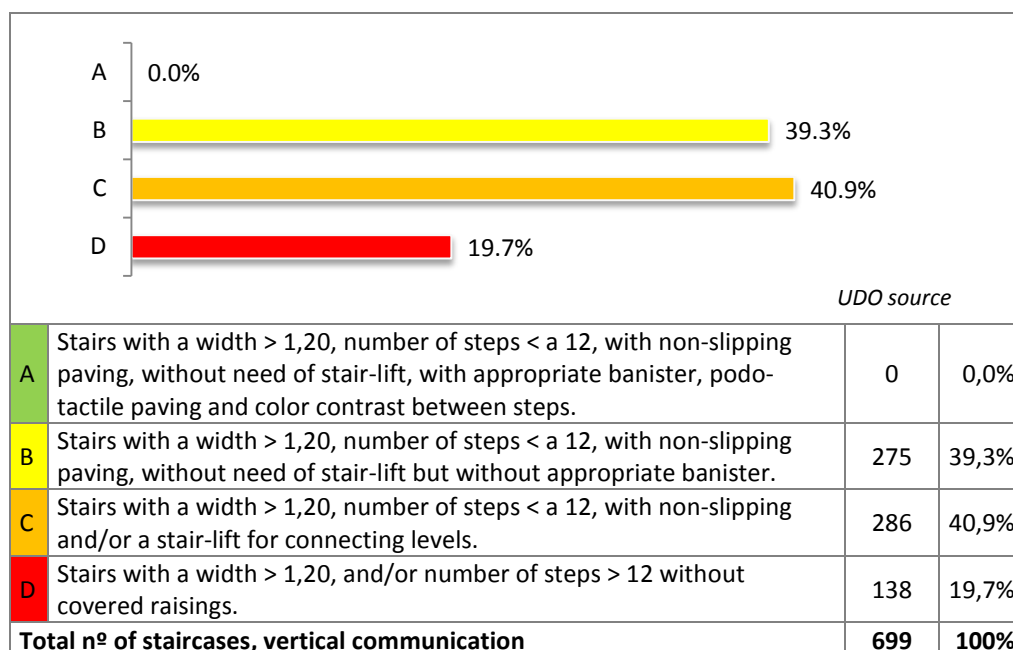 A 0.0%
B 39.3%
C 40.9%
D 19.7%
UDO source
Stairs with a width > 1,20, number of steps < a 12, with non-slipping
A paving, without need of stair-lift, with appropriate banister, podo- 0 0,0%
tactile paving and color contrast between steps.
B Stairs with a width > 1,20, number of steps < a 12, with non-slipping 275 39,3%
paving, without need of stair-lift but without appropriate banister.
C Stairs with a width > 1,20, number of steps < a 12, with non-slipping 286 40,9%
and/or a stair-lift for connecting levels.
D Stairs with a width > 1,20, and/or number of steps > 12 without 138 19,7%
covered raisings.
Total nº of staircases, vertical communication 699 100%